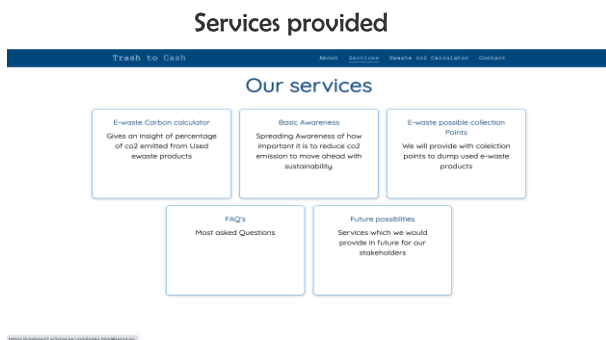 Services provided
Trash to Cash
About Services Ewaste co2 Calculator Contact
Our services
E-waste Carbon calculator
Gives an Insight of percentage
of co2 emitted from Used
ewaste products
Basic Awareness
Spreading Awareness of how
important it is to reduce co2
emission to move ahead with
sustainability.
E-waste possible collection
Points
We will provide with colelction
points to dump used e-waste
products
FAQ's
Most asked Questions
Future possiblities
Services which we would
provide in future for our
stakeholders